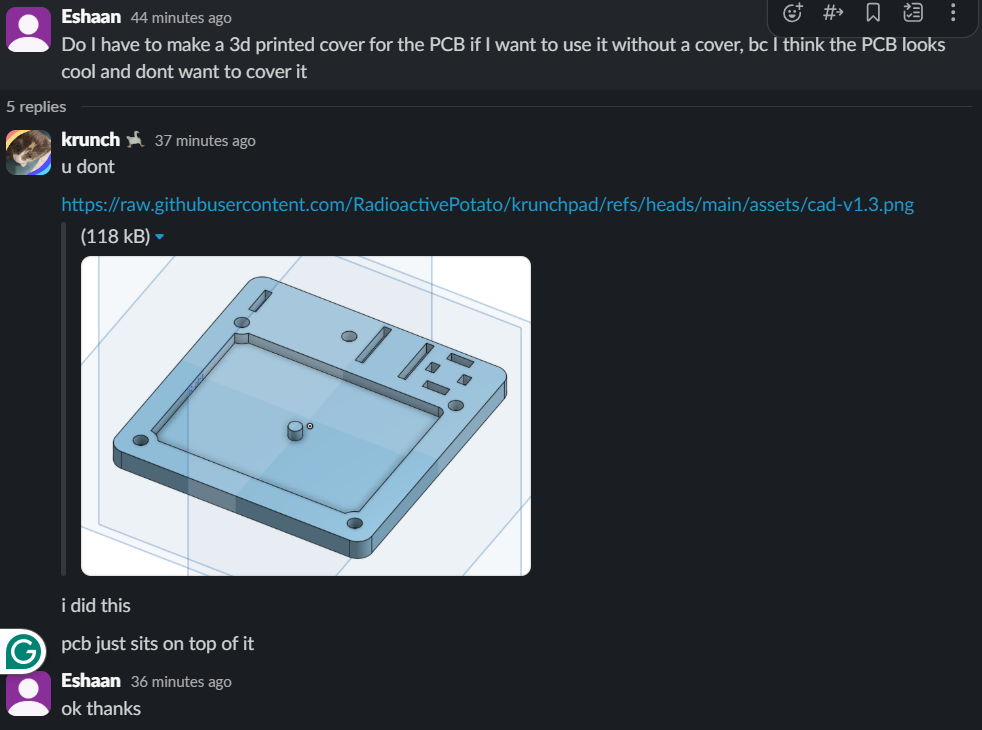 Eshaan 44 minutes ago
Do I have to make a 3d printed cover for the PCB if I want to use it without a cover, bc I think the PCB looks
cool and dont want to cover it
5 replies
krunch 37 minutes ago
u dont
https://raw.githubusercontent.com/RadioactivePotato/krunchpad/refs/heads/main/assets/cad-v1.3.png
(118 kB)
i did this
pcb just sits on top of it
Eshaan 36 minutes ago
ok thanks